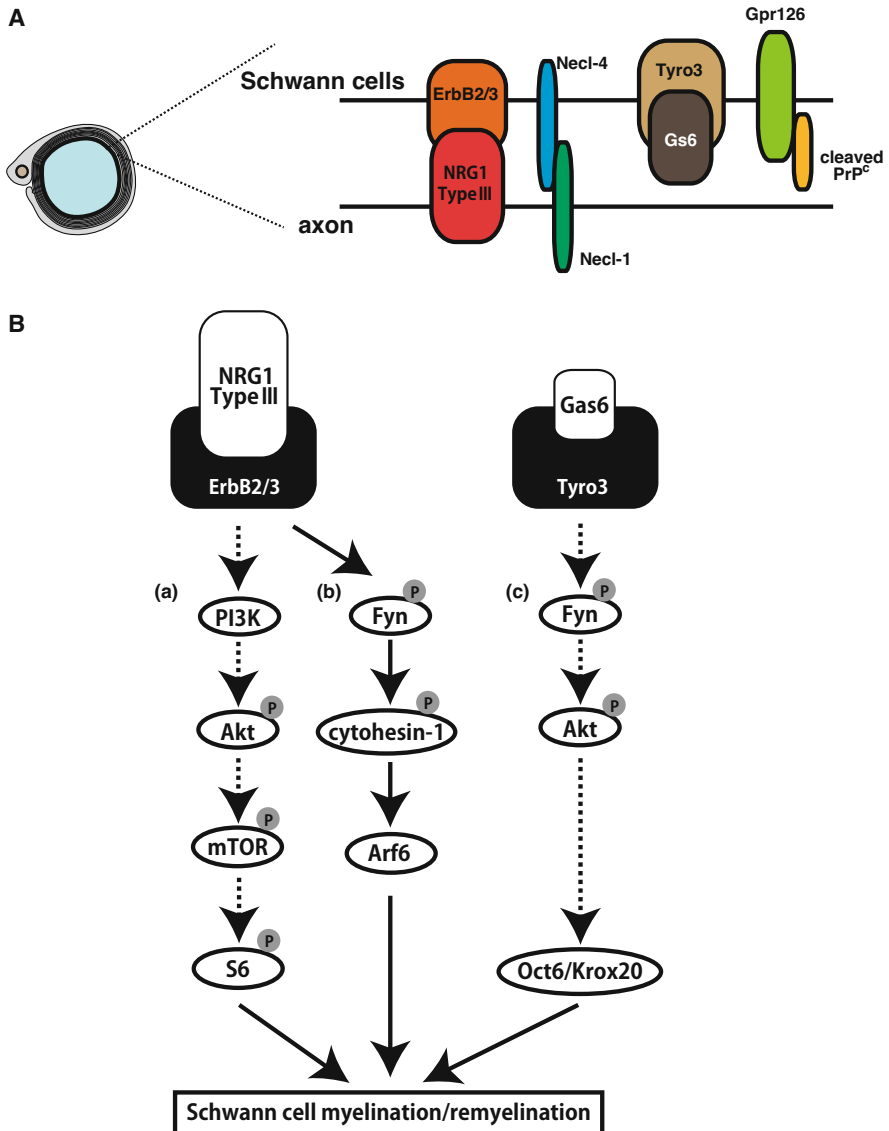 A
Schwann cells
axon
ErbB2/3
NRG1
Type III
Necl-4
Necl-1
Tyro3
Gs6
Gpr126
cleaved
PrPc
B
NRG1
Type III
ErbB2/3
Gas6
Tyro3
(a)
PI3K
Akt
P
mTOR
P
S6
P
(b)
Fyn
P
cytohesin-1
P
Arf6
(c)
Fyn
P
Akt
P
Oct6/Krox20
Schwann cell myelination/remyelination